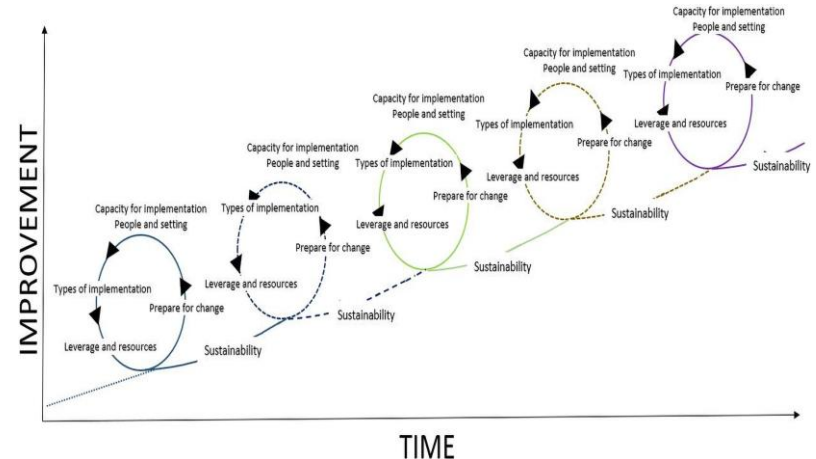 IMPROVEMENT
Capacity for implementation
People and setting
Types of implementation
Prepare for change
Leverage and resources
Sustainability
Capacity for implementation
People and setting
Types of implementation
Prepare for change
Leverage and resources
Sustainability
Capacity for implementation
People and setting
Types of implementation
Prepare for change
Leverage and resources
Sustainability
Capacity for implementation
People and setting
Types of implementation
Prepare for change
Leverage and resources
Sustainability
Capacity for implementation
People and setting
Types of implementation
Prepare for change
Leverage and resources
Sustainability
TIME